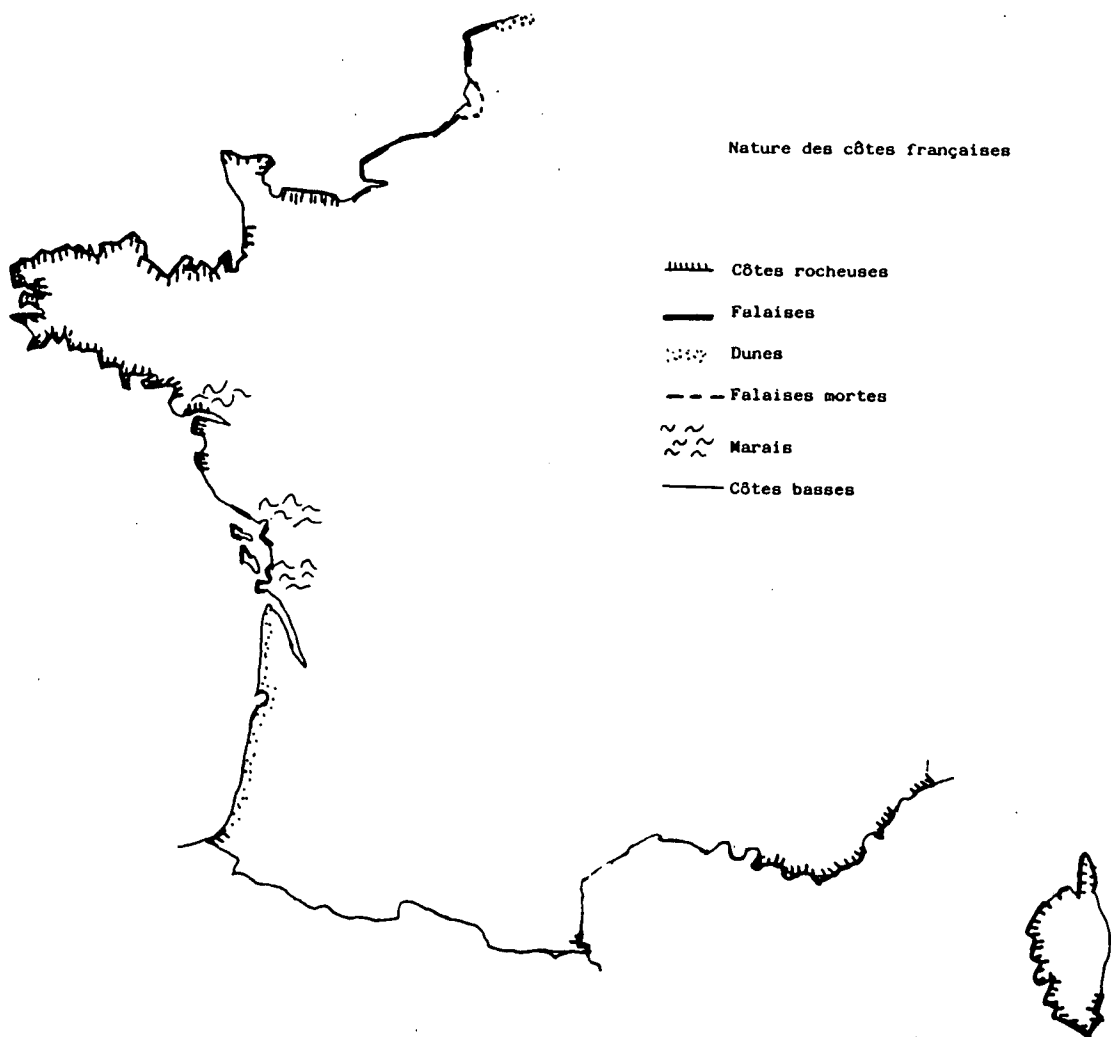 Nature des côtes françaises
Côtes rocheuses
Falaises
Dunes
Falaises mortes
Marais
Côtes basses